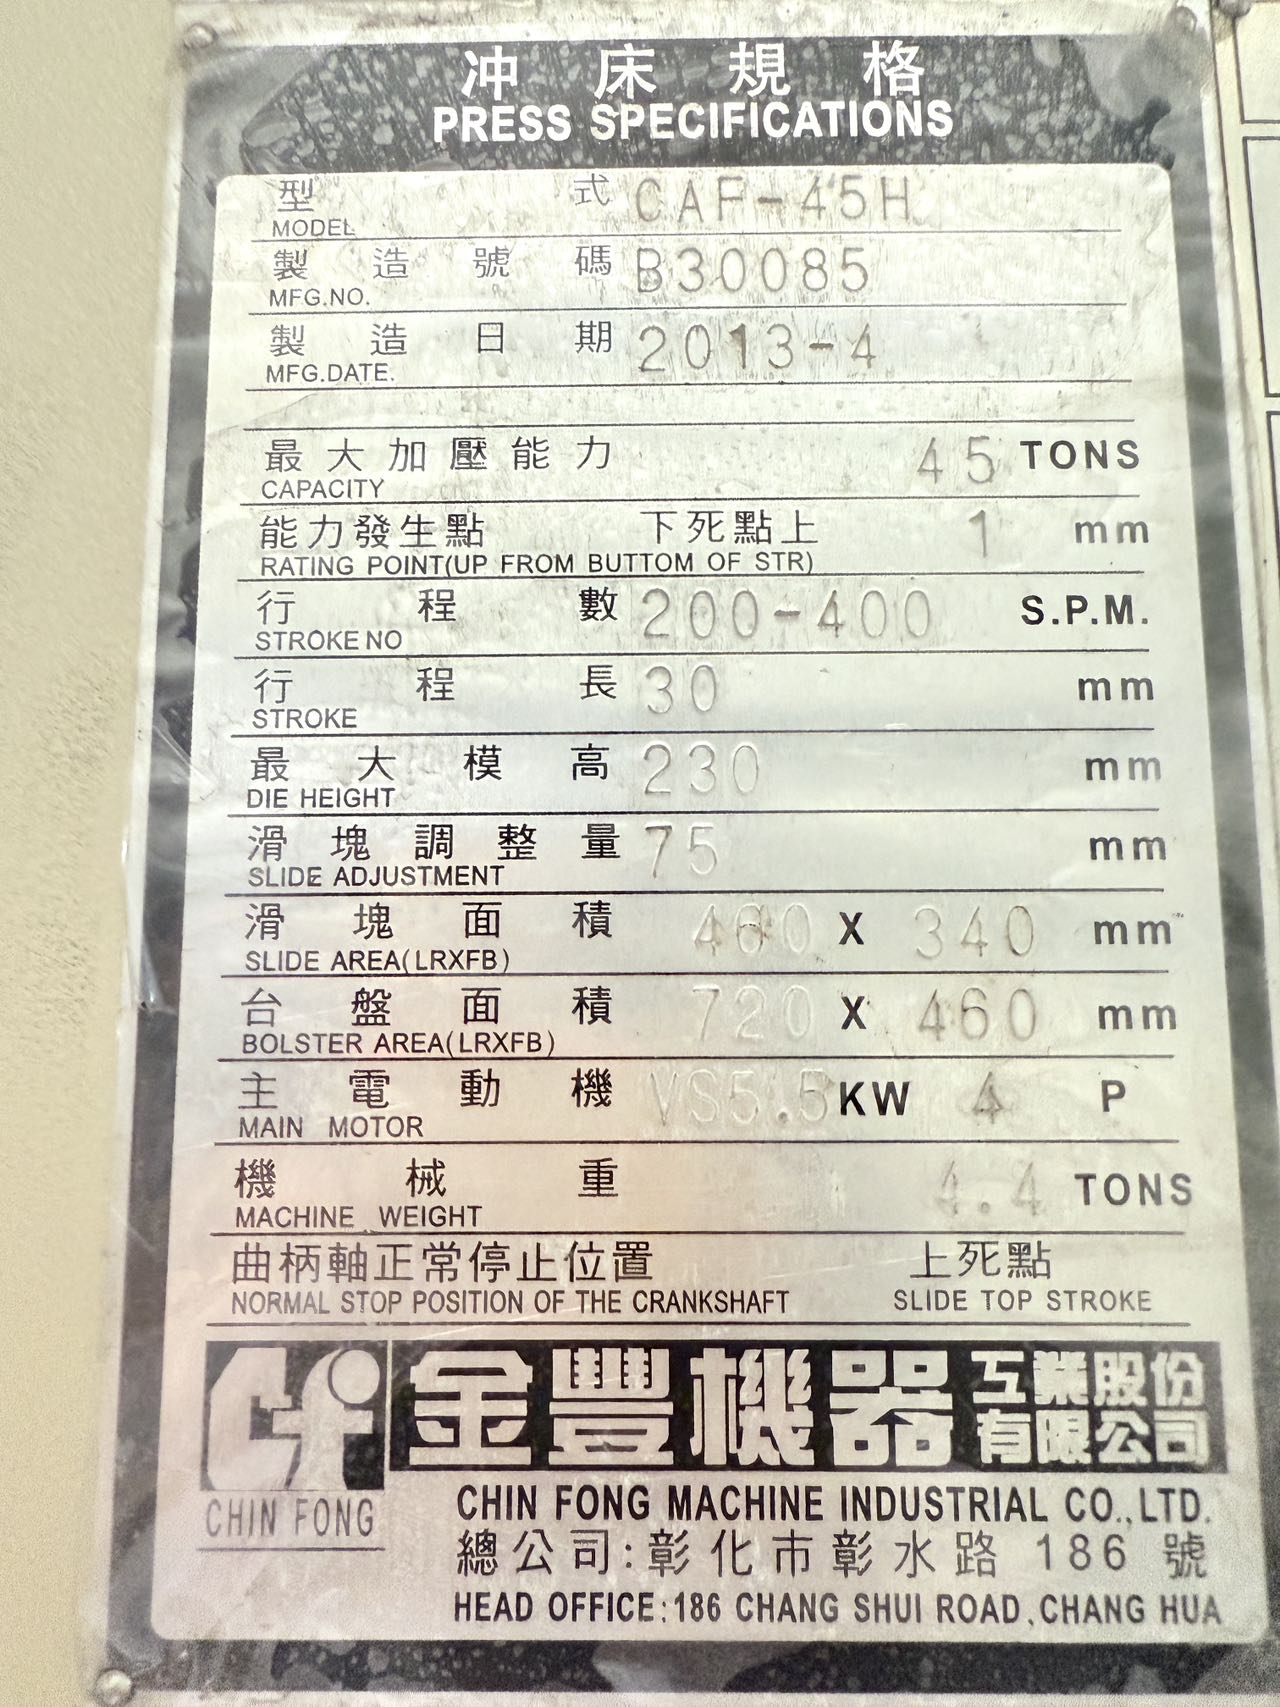 冲床規格
PRESS SPECIFICATIONS
型式 CAF-45H
MODEL
製造號碼 B30085
MFG.NO.
製造日期 2013-4
MFG.DATE.
最大加壓能力 45 TONS
CAPACITY
能力發生點 下死點上 1 mm
RATING POINT(UP FROM BUTTOM OF STR)
行程數 200-400 S.P.M.
STROKE NO
行程長 30 mm
STROKE
最大模高 230 mm
DIE HEIGHT
滑塊調整量 75 mm
SLIDE ADJUSTMENT
滑塊面積 460 X 340 mm
SLIDE AREA(LRXFB)
台盤面積 720 X 460 mm
BOLSTER AREA(LRXFB)
主電動機 VS5.5 KW 4 P
MAIN MOTOR
機械重 4.4 TONS
MACHINE WEIGHT
曲柄軸正常停止位置 上死點
NORMAL STOP POSITION OF THE CRANKSHAFT SLIDE TOP STROKE
金豐機器工業股份有限公司
CHIN FONG
CHIN FONG MACHINE INDUSTRIAL CO.,LTD.
總公司:彰化市彰水路186號
HEAD OFFICE:186 CHANG SHUI ROAD,CHANG HUA